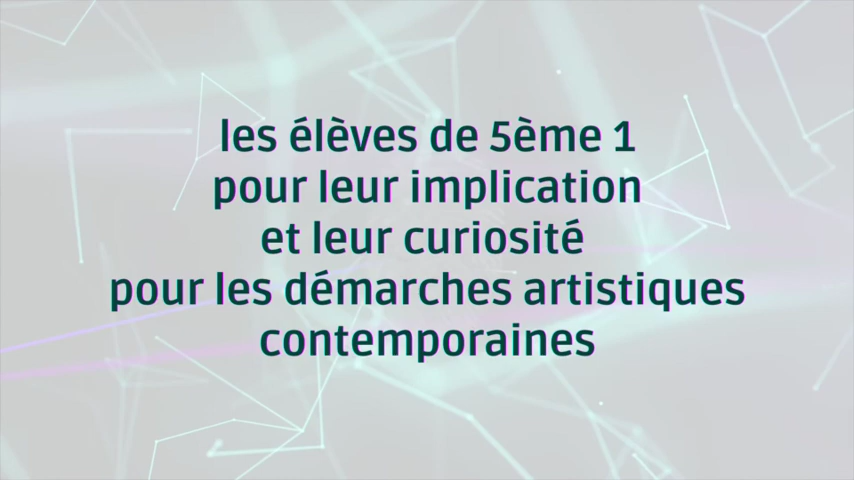 les élèves de 5ème 1
pour leur implication
et leur curiosité
pour les démarches artistiques
contemporaines